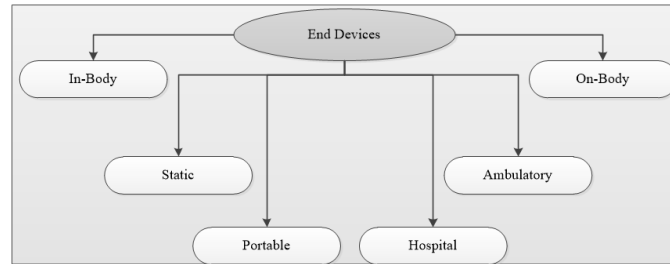 End Devices
In-Body
On-Body
Static
Ambulatory
Portable
Hospital